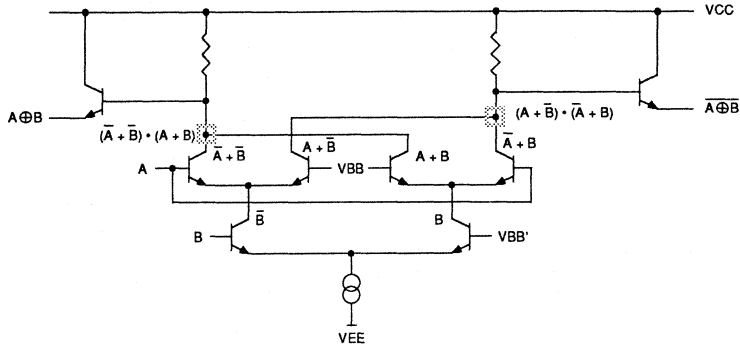 VCC
A⊕B
(A̅ + B̅) • (A + B)
(A + B̅) • (A̅ + B)
A̅⊕B̅
A̅ + B̅
A + B̅
A + B
A̅ + B
A
VBB
B̅
B
B
VBB'
VEE